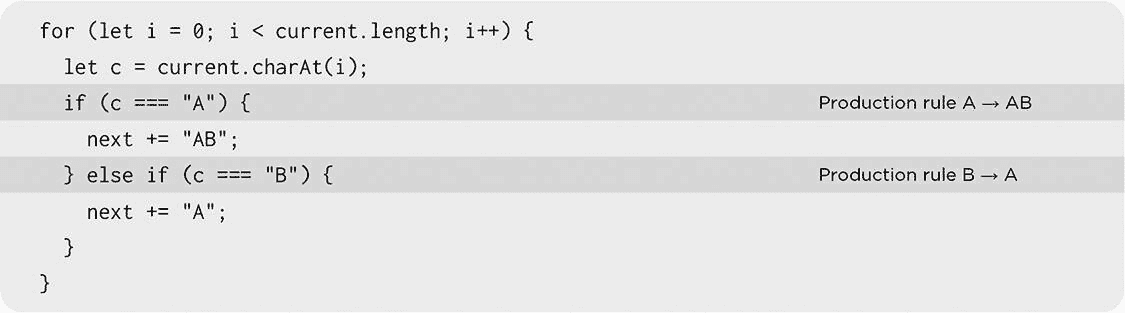 for (let i = 0; i < current.length; i++) {
let c = current.charAt(i);
if (c === "A") { Production rule A → AB
next += "AB";
} else if (c === "B") { Production rule B → A
next += "A";
}
}